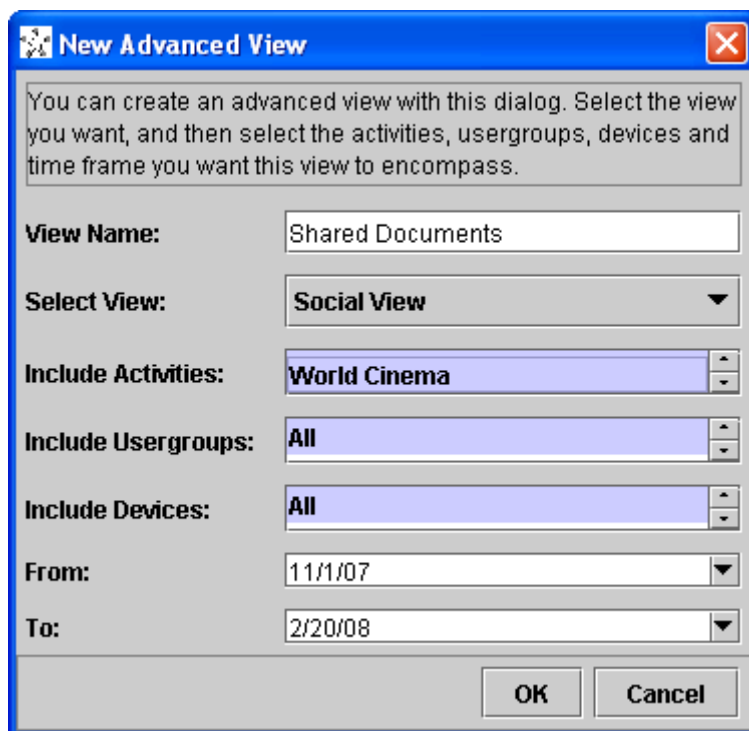 New Advanced View
You can create an advanced view with this dialog. Select the view
you want, and then select the activities, usergroups, devices and
time frame you want this view to encompass.
View Name: Shared Documents
Select View: Social View
Include Activities: World Cinema
Include Usergroups: All
Include Devices: All
From: 11/1/07
To: 2/20/08
OK Cancel